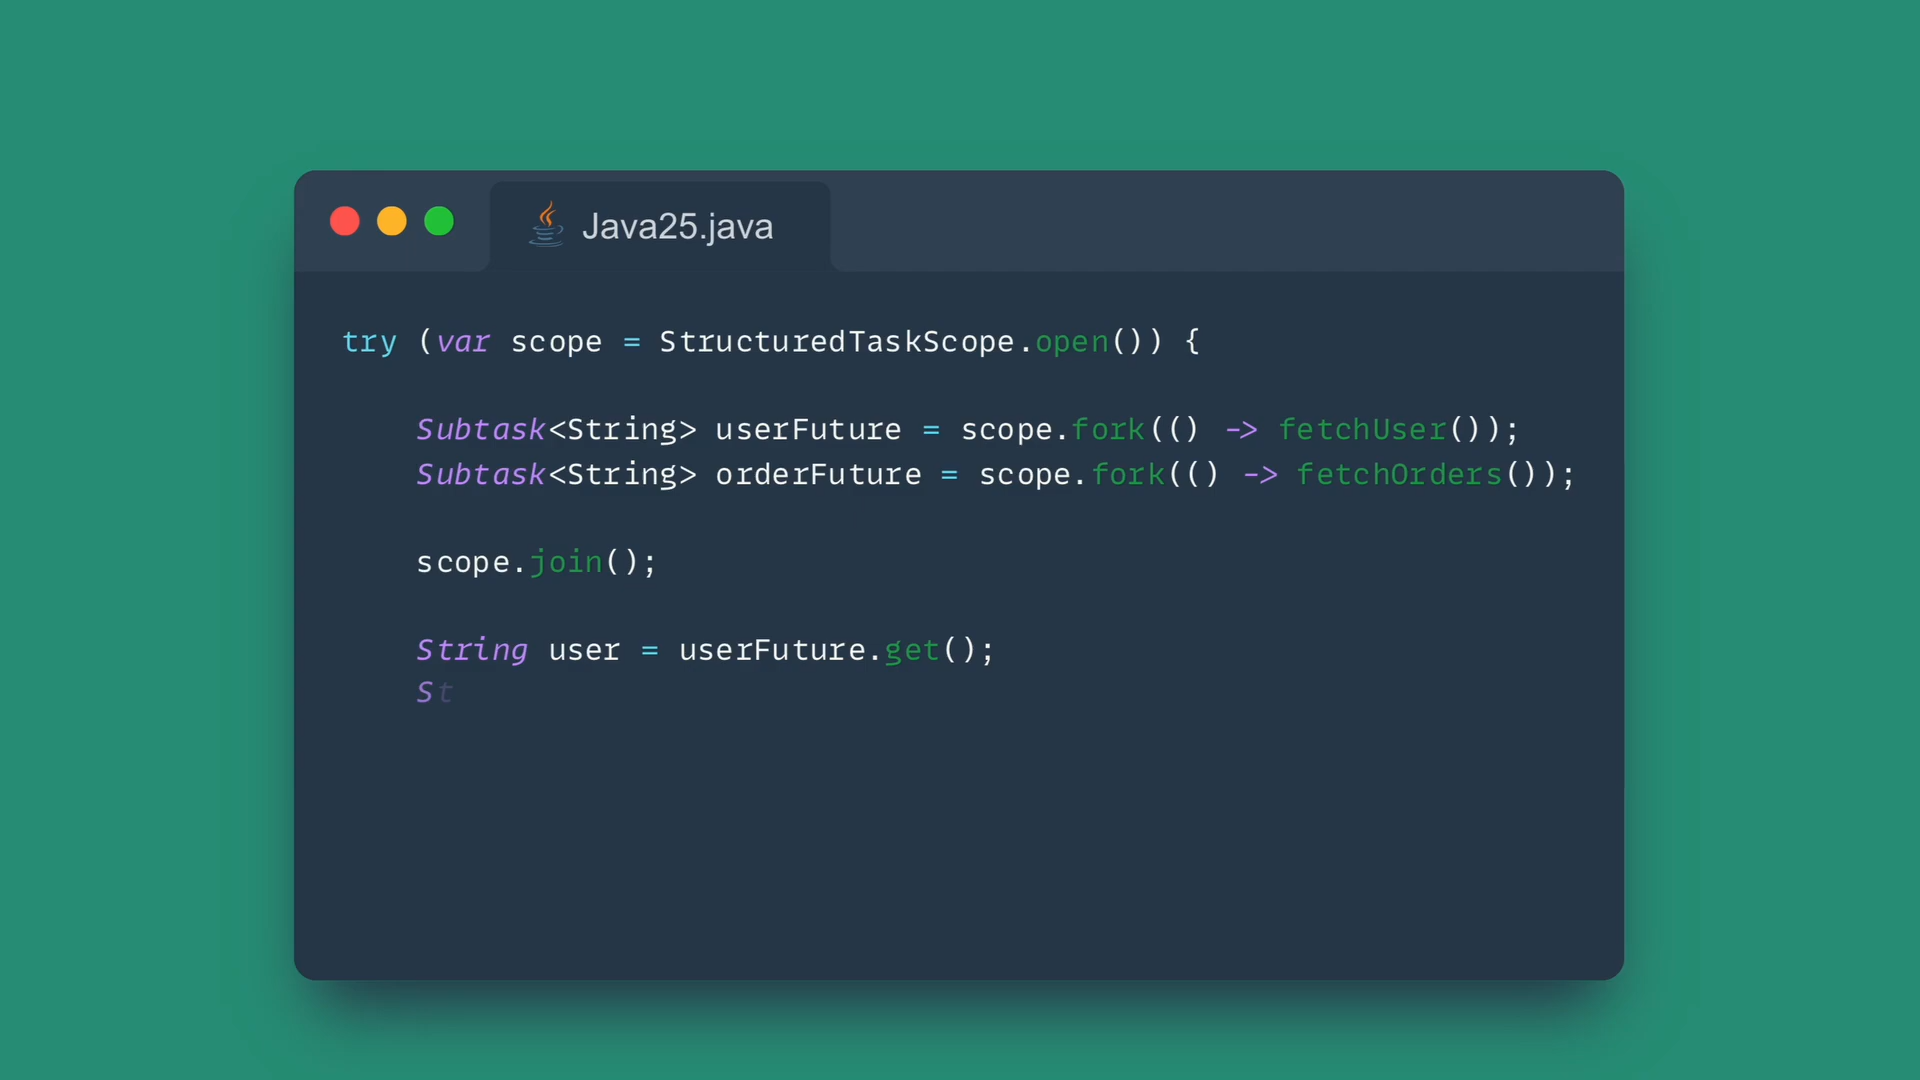 Java25.java
try (var scope = StructuredTaskScope.open()) {
Subtask<String> userFuture = scope.fork(() -> fetchUser());
Subtask<String> orderFuture = scope.fork(() -> fetchOrders());
scope.join();
String user = userFuture.get();
St